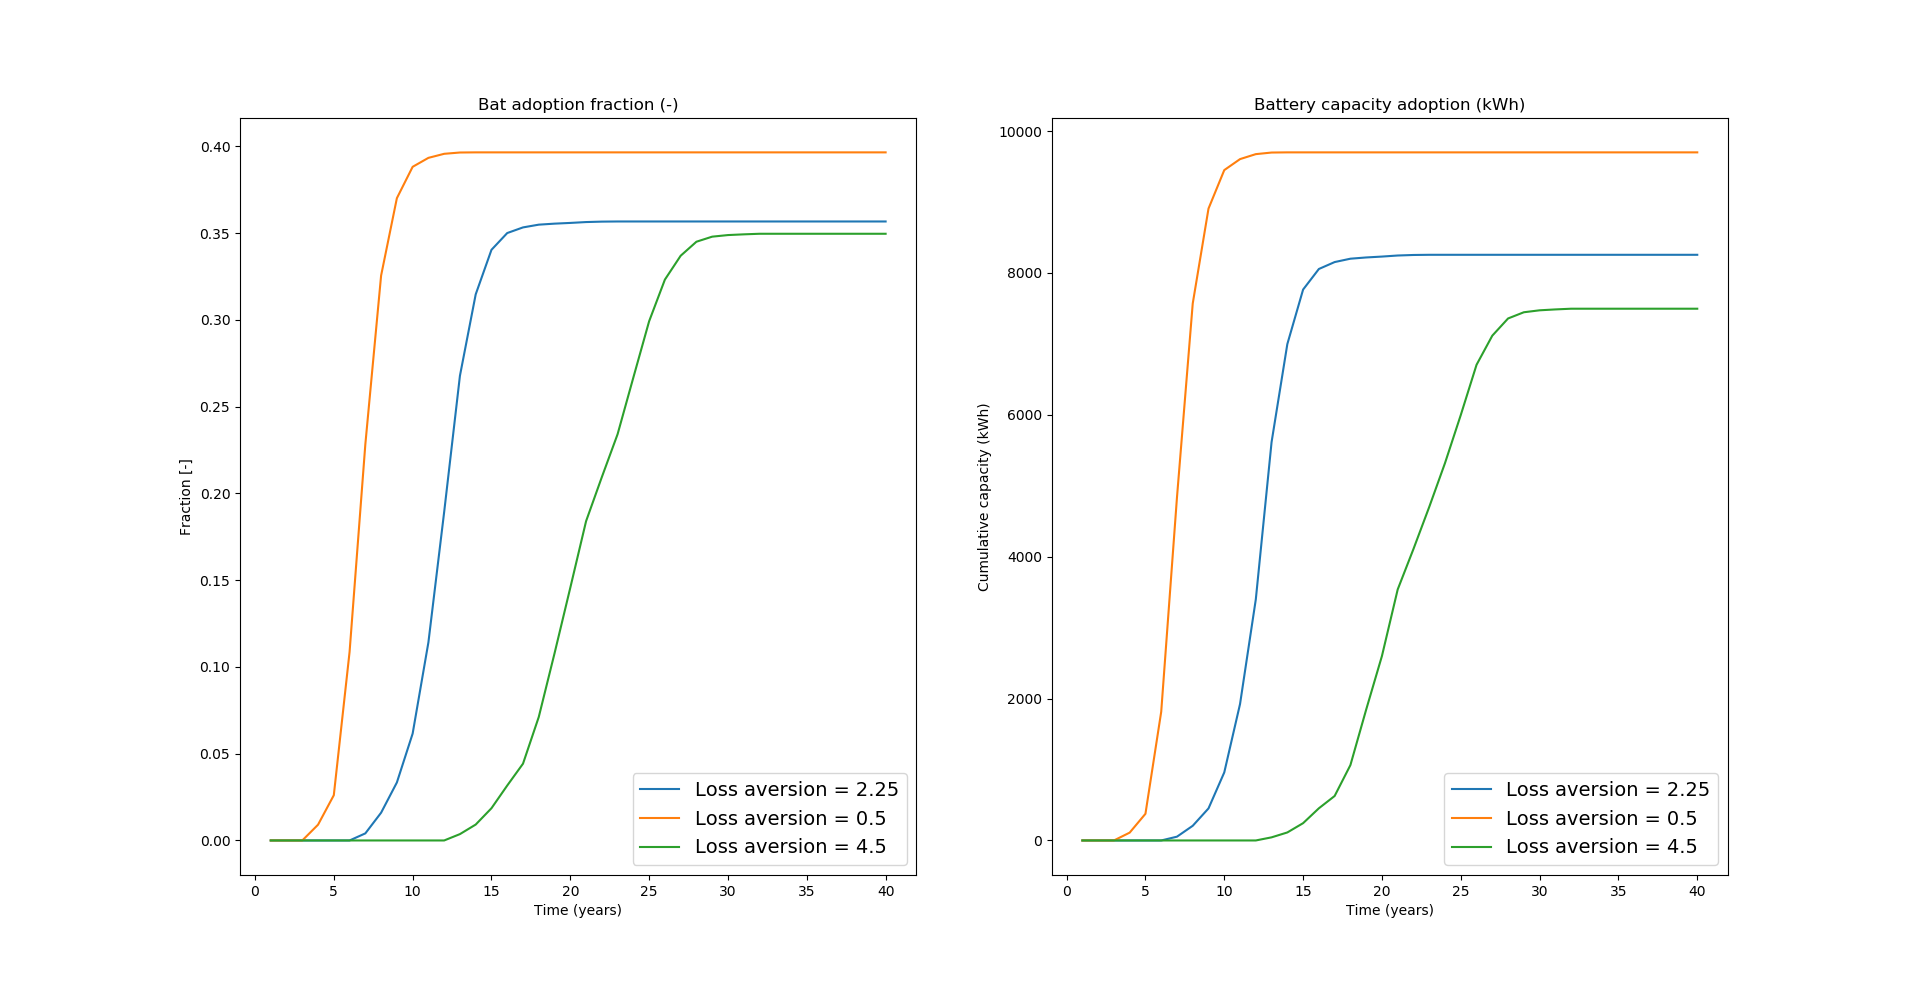 Bat adoption fraction (-)
Fraction [-]
0.40
0.35
0.30
0.25
0.20
0.15
0.10
0.05
0.00
0 5 10 15 20 25 30 35 40
Time (years)
Loss aversion = 2.25
Loss aversion = 0.5
Loss aversion = 4.5
Battery capacity adoption (kWh)
Cumulative capacity (kWh)
10000
8000
6000
4000
2000
0
0 5 10 15 20 25 30 35 40
Time (years)
Loss aversion = 2.25
Loss aversion = 0.5
Loss aversion = 4.5